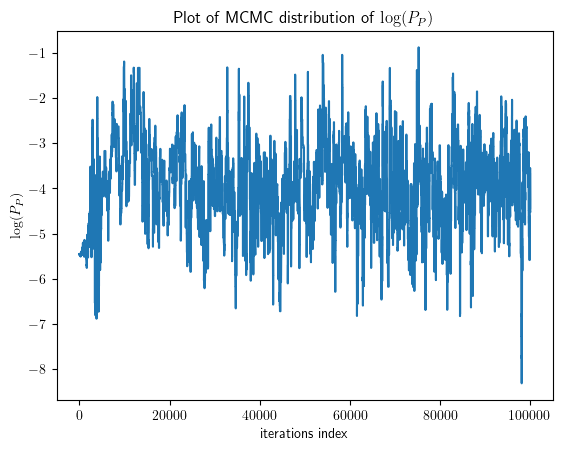 Plot of MCMC distribution of log(P_P)
−1
−2
−3
−4
−5
−6
−7
−8
log(P_P)
0 20000 40000 60000 80000 100000
iterations index